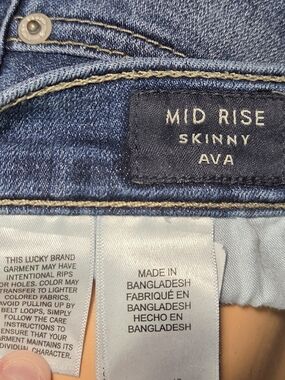 MID RISE
SKINNY
AVA
THIS LUCKY BRAND
GARMENT MAY HAVE
INTENTIONAL RIPS
OR HOLES. COLOR MAY
TRANSFER TO LIGHTER
COLORED FABRICS.
AVOID PULLING UP BY
BELT LOOPS, SIMPLY
FOLLOW THE CARE
INSTRUCTIONS TO
ENSURE THAT YOUR
GARMENT MAINTAINS ITS
INDIVIDUAL CHARACTER.
MADE IN
BANGLADESH
FABRIQUÉ EN
BANGLADESH
HECHO EN
BANGLADESH